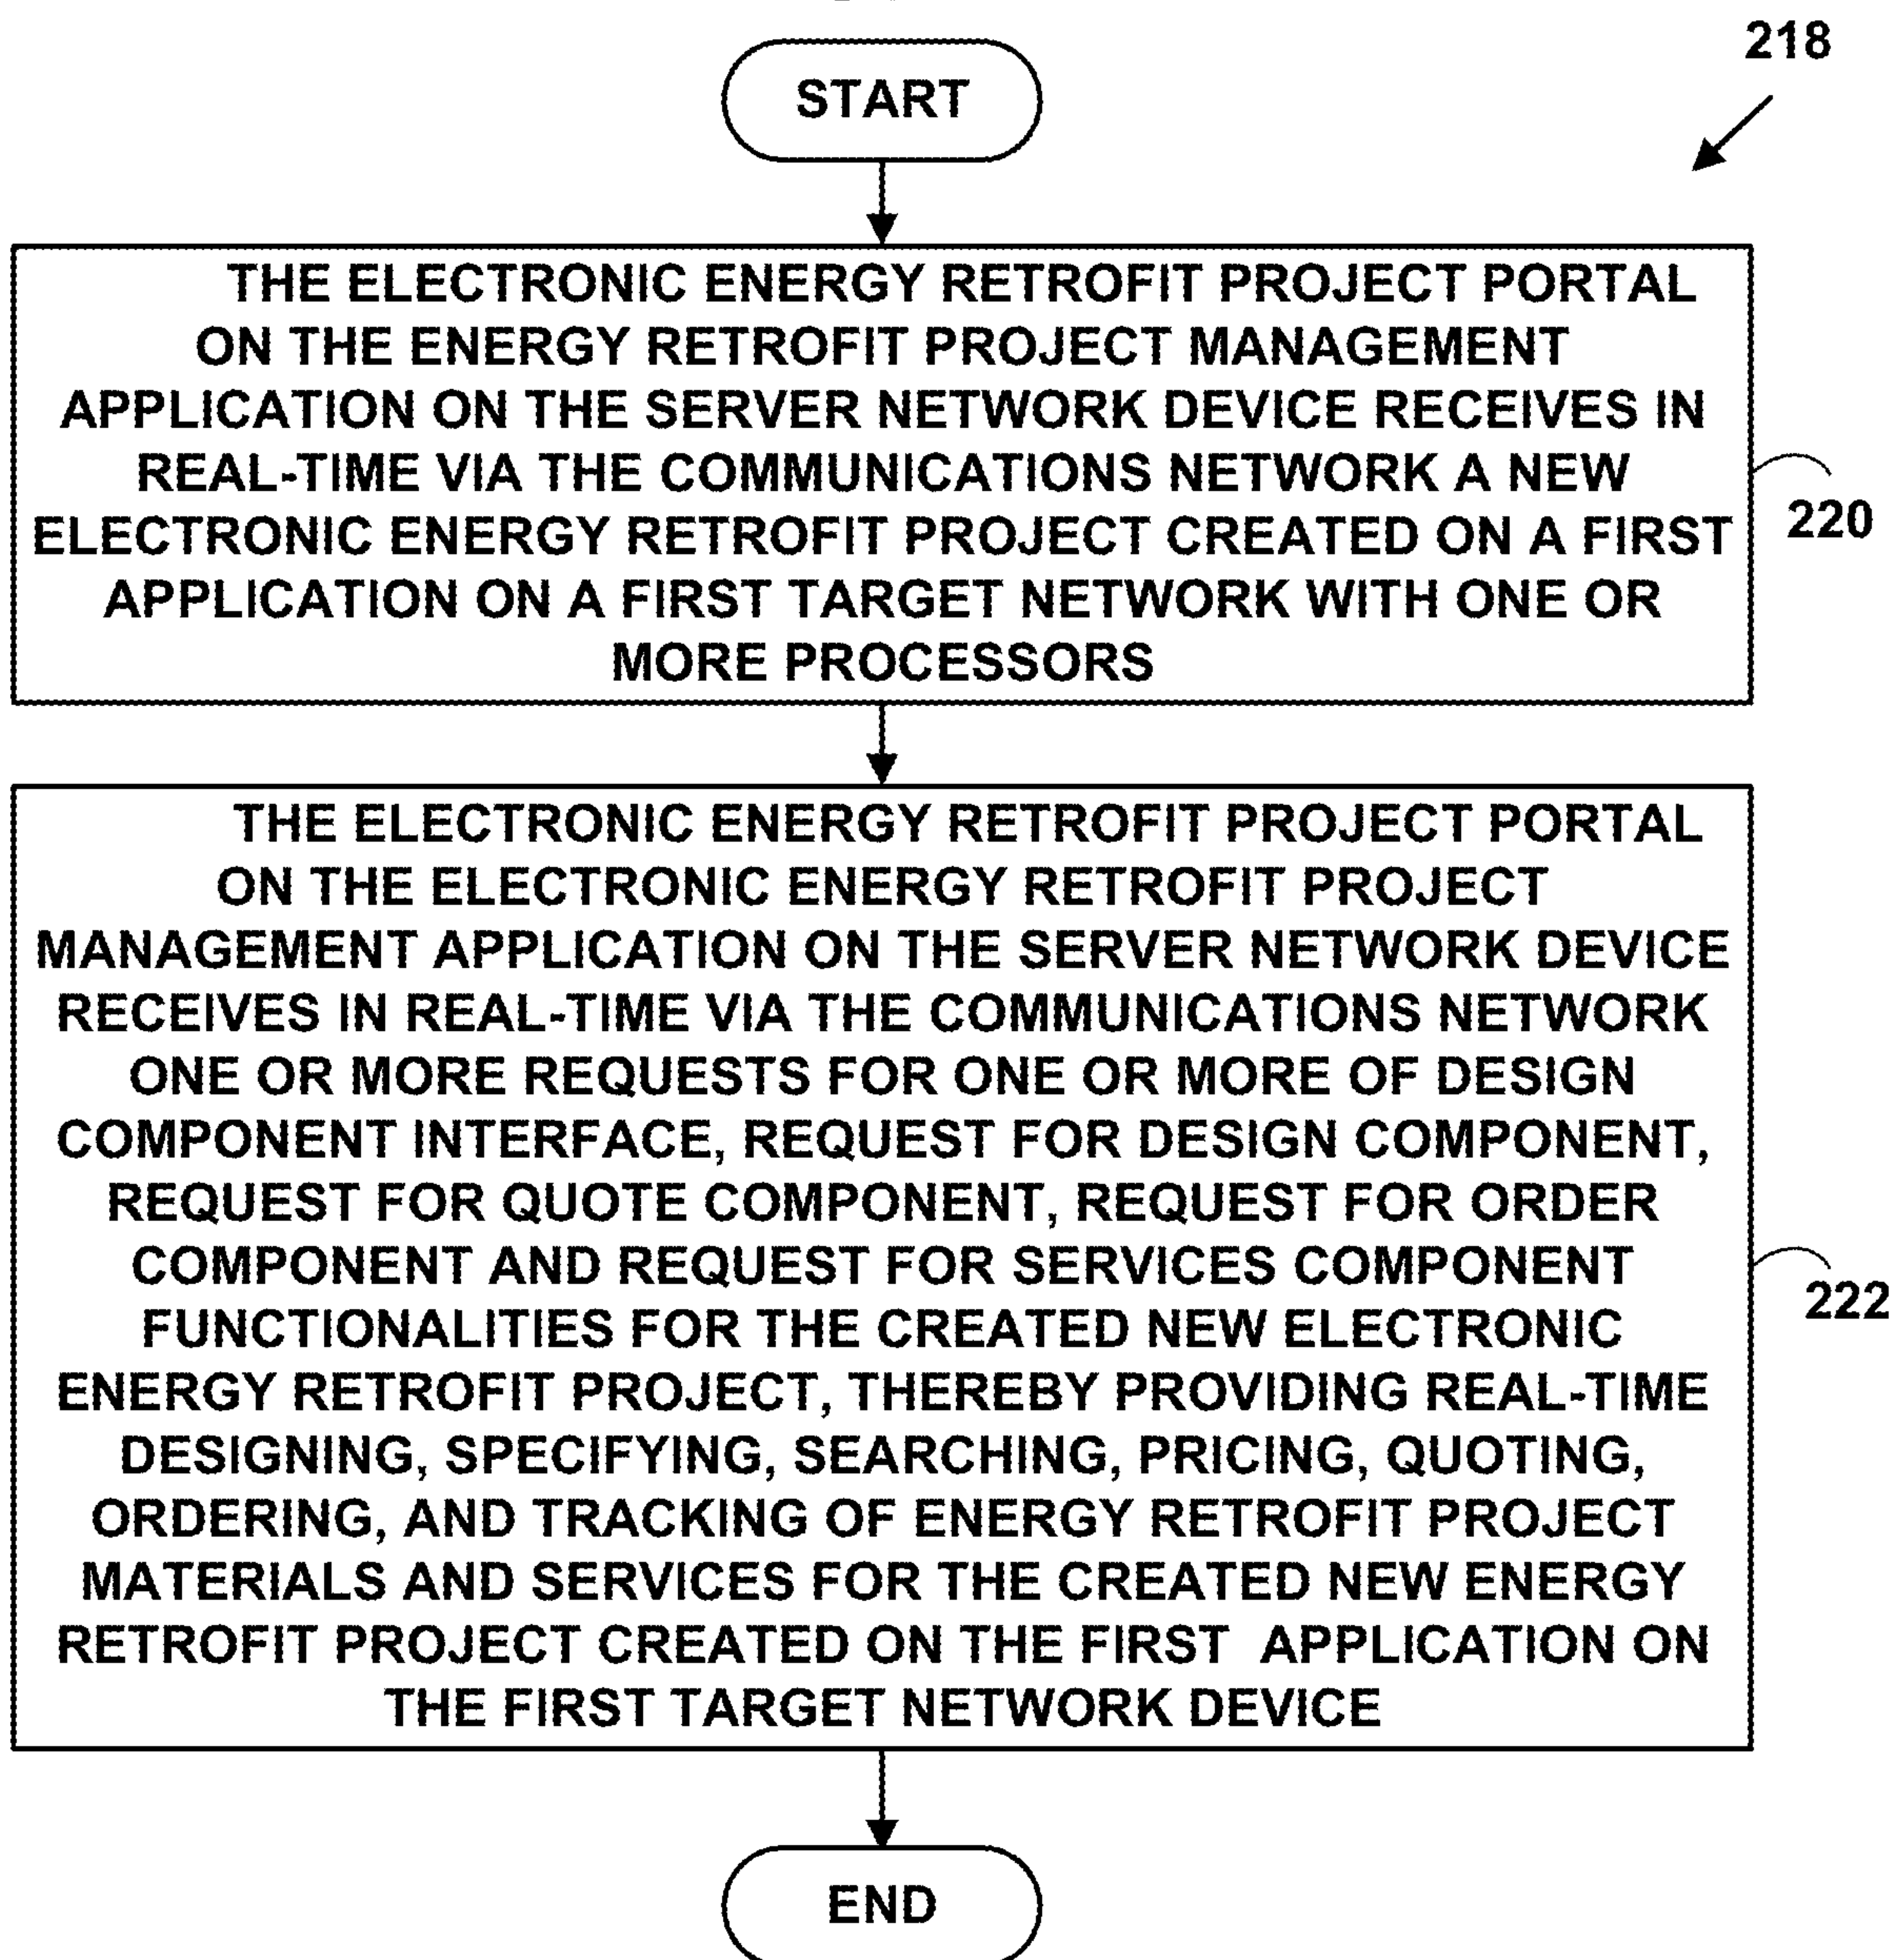 218
START
THE ELECTRONIC ENERGY RETROFIT PROJECT PORTAL
ON THE ENERGY RETROFIT PROJECT MANAGEMENT
APPLICATION ON THE SERVER NETWORK DEVICE RECEIVES IN
REAL-TIME VIA THE COMMUNICATIONS NETWORK A NEW
ELECTRONIC ENERGY RETROFIT PROJECT CREATED ON A FIRST
APPLICATION ON A FIRST TARGET NETWORK WITH ONE OR
MORE PROCESSORS
220
THE ELECTRONIC ENERGY RETROFIT PROJECT PORTAL
ON THE ELECTRONIC ENERGY RETROFIT PROJECT
MANAGEMENT APPLICATION ON THE SERVER NETWORK DEVICE
RECEIVES IN REAL-TIME VIA THE COMMUNICATIONS NETWORK
ONE OR MORE REQUESTS FOR ONE OR MORE OF DESIGN
COMPONENT INTERFACE, REQUEST FOR DESIGN COMPONENT,
REQUEST FOR QUOTE COMPONENT, REQUEST FOR ORDER
COMPONENT AND REQUEST FOR SERVICES COMPONENT
FUNCTIONALITIES FOR THE CREATED NEW ELECTRONIC
ENERGY RETROFIT PROJECT, THEREBY PROVIDING REAL-TIME
DESIGNING, SPECIFYING, SEARCHING, PRICING, QUOTING,
ORDERING, AND TRACKING OF ENERGY RETROFIT PROJECT
MATERIALS AND SERVICES FOR THE CREATED NEW ENERGY
RETROFIT PROJECT CREATED ON THE FIRST APPLICATION ON
THE FIRST TARGET NETWORK DEVICE
222
END